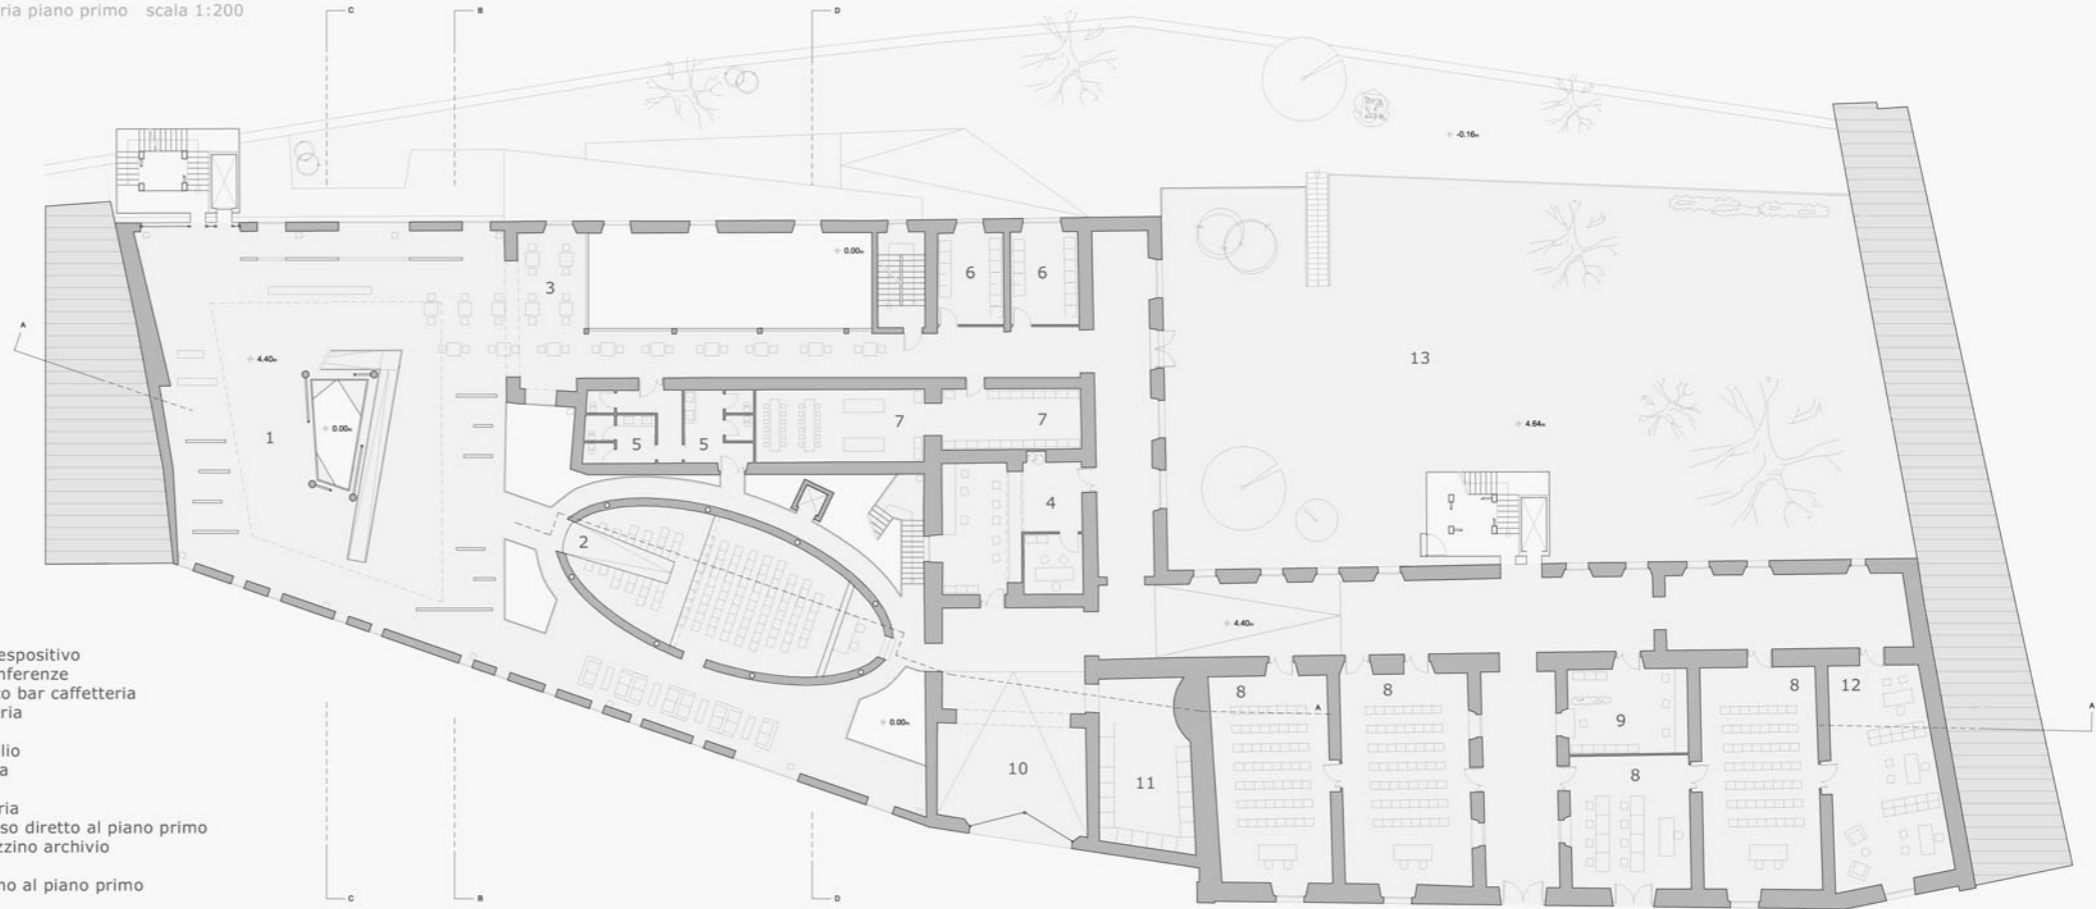 ria piano primo scala 1:200
C
B
D
-0.16m
A
3
0.00m
6
6
4.40m
13
1
0.00m
7
7
4.64m
5
5
4
2
4.40m
espositivo
nferenze
o bar caffetteria
ria
lio
a
ria
so diretto al piano primo
zzino archivio
no al piano primo
0.00m
8
8
A
8
12
A
9
10
11
8
C
B
D